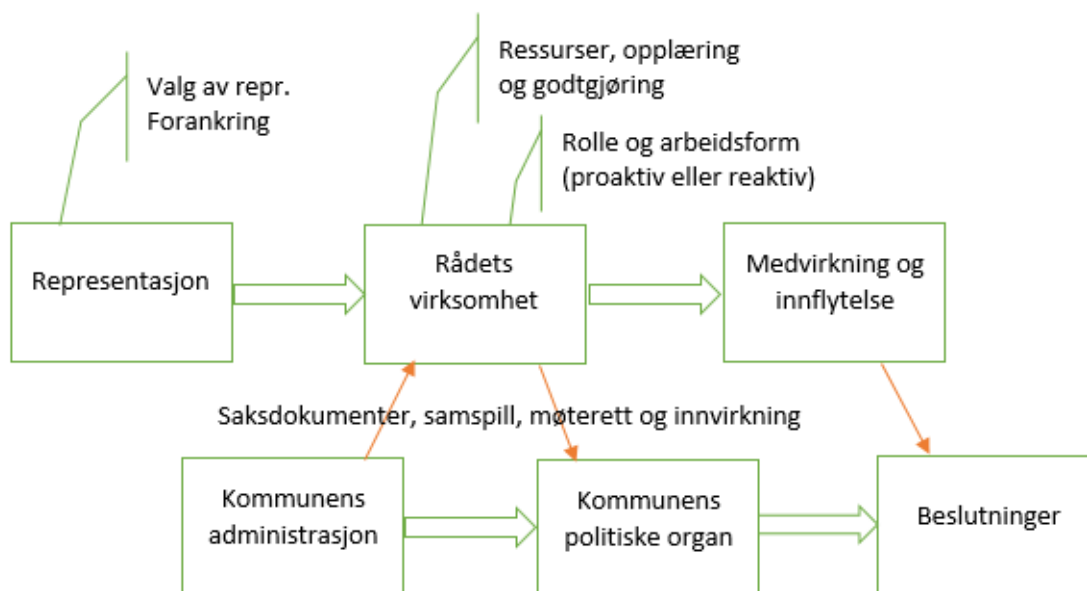 Valg av repr.
Forankring
Ressurser, opplæring
og godtgjøring
Rolle og arbeidsform
(proaktiv eller reaktiv)
Representasjon
Rådets
virksomhet
Medvirkning og
innflytelse
Saksdokumenter, samspill, møterett og innvirkning
Kommunens
administrasjon
Kommunens
politiske organ
Beslutninger